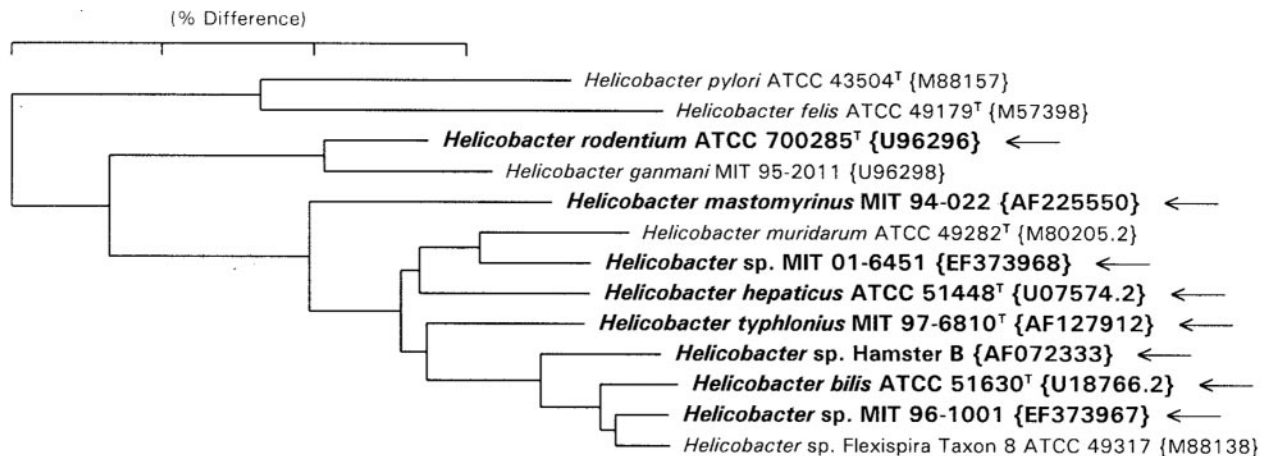 (% Difference)
Helicobacter pylori ATCC 43504ᵀ {M88157}
Helicobacter felis ATCC 49179ᵀ {M57398}
Helicobacter rodentium ATCC 700285ᵀ {U96296}
Helicobacter ganmani MIT 95-2011 {U96298}
Helicobacter mastomyrinus MIT 94-022 {AF225550}
Helicobacter muridarum ATCC 49282ᵀ {M80205.2}
Helicobacter sp. MIT 01-6451 {EF373968}
Helicobacter hepaticus ATCC 51448ᵀ {U07574.2}
Helicobacter typhlonius MIT 97-6810ᵀ {AF127912}
Helicobacter sp. Hamster B {AF072333}
Helicobacter bilis ATCC 51630ᵀ {U18766.2}
Helicobacter sp. MIT 96-1001 {EF373967}
Helicobacter sp. Flexispira Taxon 8 ATCC 49317 {M88138}